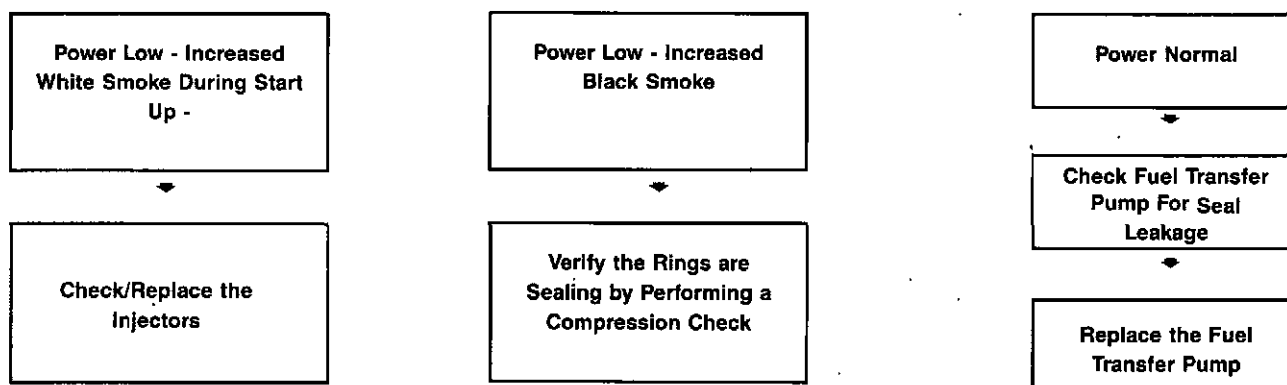 Power Low - Increased
White Smoke During Start
Up -
Check/Replace the
Injectors
Power Low - Increased
Black Smoke
Verify the Rings are
Sealing by Performing a
Compression Check
Power Normal
Check Fuel Transfer
Pump For Seal
Leakage
Replace the Fuel
Transfer Pump